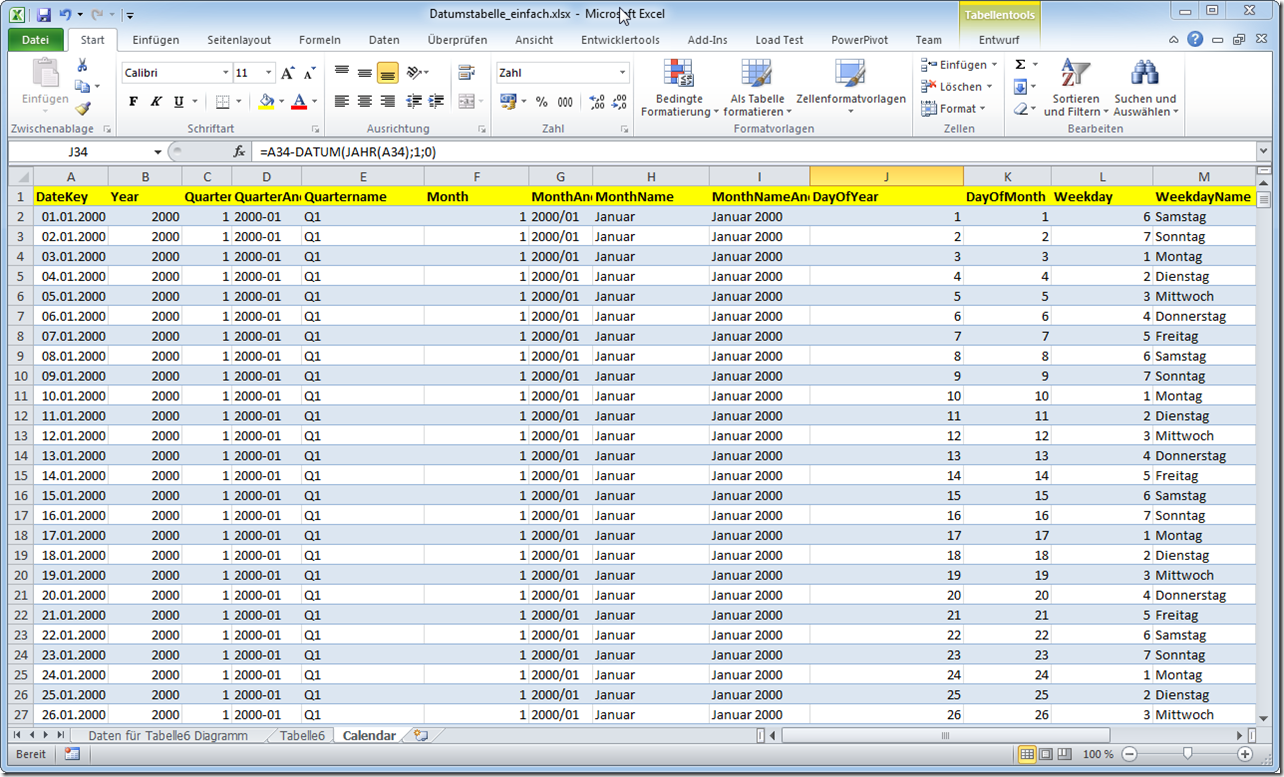 Datumstabelle_einfach.xlsx - Microsoft Excel
Tabellentools
Datei Start Einfügen Seitenlayout Formeln Daten Überprüfen Ansicht Entwicklertools Add-Ins Load Test PowerPivot Team Entwurf
Einfügen
Zwischenablage
Calibri 11
F K U
Schriftart
Ausrichtung
Zahl
% 000
Zahl
Bedingte Formatierung
Als Tabelle formatieren
Zellenformatvorlagen
Formatvorlagen
Einfügen
Löschen
Format
Zellen
Σ
Sortieren und Filtern
Suchen und Auswählen
Bearbeiten
J34 fx =A34-DATUM(JAHR(A34);1;0)
A B C D E F G H I J K L M
1 DateKey Year Quarter QuarterAn Quartername Month MonthAn MonthName MonthNameAn DayOfYear DayOfMonth Weekday WeekdayName
2 01.01.2000 2000 1 2000-01 Q1 1 2000/01 Januar Januar 2000 1 1 6 Samstag
3 02.01.2000 2000 1 2000-01 Q1 1 2000/01 Januar Januar 2000 2 2 7 Sonntag
4 03.01.2000 2000 1 2000-01 Q1 1 2000/01 Januar Januar 2000 3 3 1 Montag
5 04.01.2000 2000 1 2000-01 Q1 1 2000/01 Januar Januar 2000 4 4 2 Dienstag
6 05.01.2000 2000 1 2000-01 Q1 1 2000/01 Januar Januar 2000 5 5 3 Mittwoch
7 06.01.2000 2000 1 2000-01 Q1 1 2000/01 Januar Januar 2000 6 6 4 Donnerstag
8 07.01.2000 2000 1 2000-01 Q1 1 2000/01 Januar Januar 2000 7 7 5 Freitag
9 08.01.2000 2000 1 2000-01 Q1 1 2000/01 Januar Januar 2000 8 8 6 Samstag
10 09.01.2000 2000 1 2000-01 Q1 1 2000/01 Januar Januar 2000 9 9 7 Sonntag
11 10.01.2000 2000 1 2000-01 Q1 1 2000/01 Januar Januar 2000 10 10 1 Montag
12 11.01.2000 2000 1 2000-01 Q1 1 2000/01 Januar Januar 2000 11 11 2 Dienstag
13 12.01.2000 2000 1 2000-01 Q1 1 2000/01 Januar Januar 2000 12 12 3 Mittwoch
14 13.01.2000 2000 1 2000-01 Q1 1 2000/01 Januar Januar 2000 13 13 4 Donnerstag
15 14.01.2000 2000 1 2000-01 Q1 1 2000/01 Januar Januar 2000 14 14 5 Freitag
16 15.01.2000 2000 1 2000-01 Q1 1 2000/01 Januar Januar 2000 15 15 6 Samstag
17 16.01.2000 2000 1 2000-01 Q1 1 2000/01 Januar Januar 2000 16 16 7 Sonntag
18 17.01.2000 2000 1 2000-01 Q1 1 2000/01 Januar Januar 2000 17 17 1 Montag
19 18.01.2000 2000 1 2000-01 Q1 1 2000/01 Januar Januar 2000 18 18 2 Dienstag
20 19.01.2000 2000 1 2000-01 Q1 1 2000/01 Januar Januar 2000 19 19 3 Mittwoch
21 20.01.2000 2000 1 2000-01 Q1 1 2000/01 Januar Januar 2000 20 20 4 Donnerstag
22 21.01.2000 2000 1 2000-01 Q1 1 2000/01 Januar Januar 2000 21 21 5 Freitag
23 22.01.2000 2000 1 2000-01 Q1 1 2000/01 Januar Januar 2000 22 22 6 Samstag
24 23.01.2000 2000 1 2000-01 Q1 1 2000/01 Januar Januar 2000 23 23 7 Sonntag
25 24.01.2000 2000 1 2000-01 Q1 1 2000/01 Januar Januar 2000 24 24 1 Montag
26 25.01.2000 2000 1 2000-01 Q1 1 2000/01 Januar Januar 2000 25 25 2 Dienstag
27 26.01.2000 2000 1 2000-01 Q1 1 2000/01 Januar Januar 2000 26 26 3 Mittwoch
Daten für Tabelle6 Diagramm Tabelle6 Calendar
Bereit 100 %